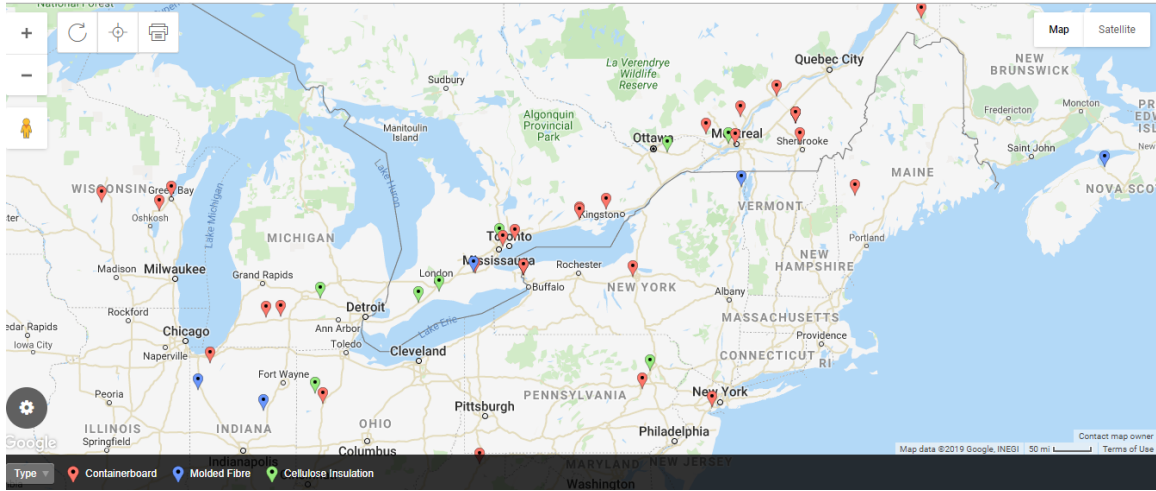 National Forest
+
−
Map
Satellite
La Verendrye
Wildlife
Reserve
Quebec City
NEW
BRUNSWICK
Sudbury
Algonquin
Provincial
Park
Fredericton
Moncton
Manitoulin
Island
Ottawa
Montreal
Sherbrooke
Saint John
MAINE
NOVA SCO
WISCONSIN
Green Bay
Oshkosh
Lake Michigan
Lake Huron
Kingston
VERMONT
Portland
MICHIGAN
Toronto
Mississauga
Madison
Milwaukee
Grand Rapids
London
Rochester
Buffalo
NEW YORK
NEW
HAMPSHIRE
Albany
MASSACHUSETTS
Rockford
Detroit
Ann Arbor
Lake Erie
Providence
edar Rapids
Iowa City
Chicago
Naperville
Toledo
Cleveland
CONNECTICUT
RI
Fort Wayne
Peoria
PENNSYLVANIA
New York
Pittsburgh
ILLINOIS
INDIANA
OHIO
Philadelphia
Springfield
Columbus
Google
Indianapolis
MARYLAND
NEW JERSEY
Washington
Contact map owner
Map data ©2019 Google, INEGI
50 mi
Terms of Use
Type
Containerboard
Molded Fibre
Cellulose Insulation